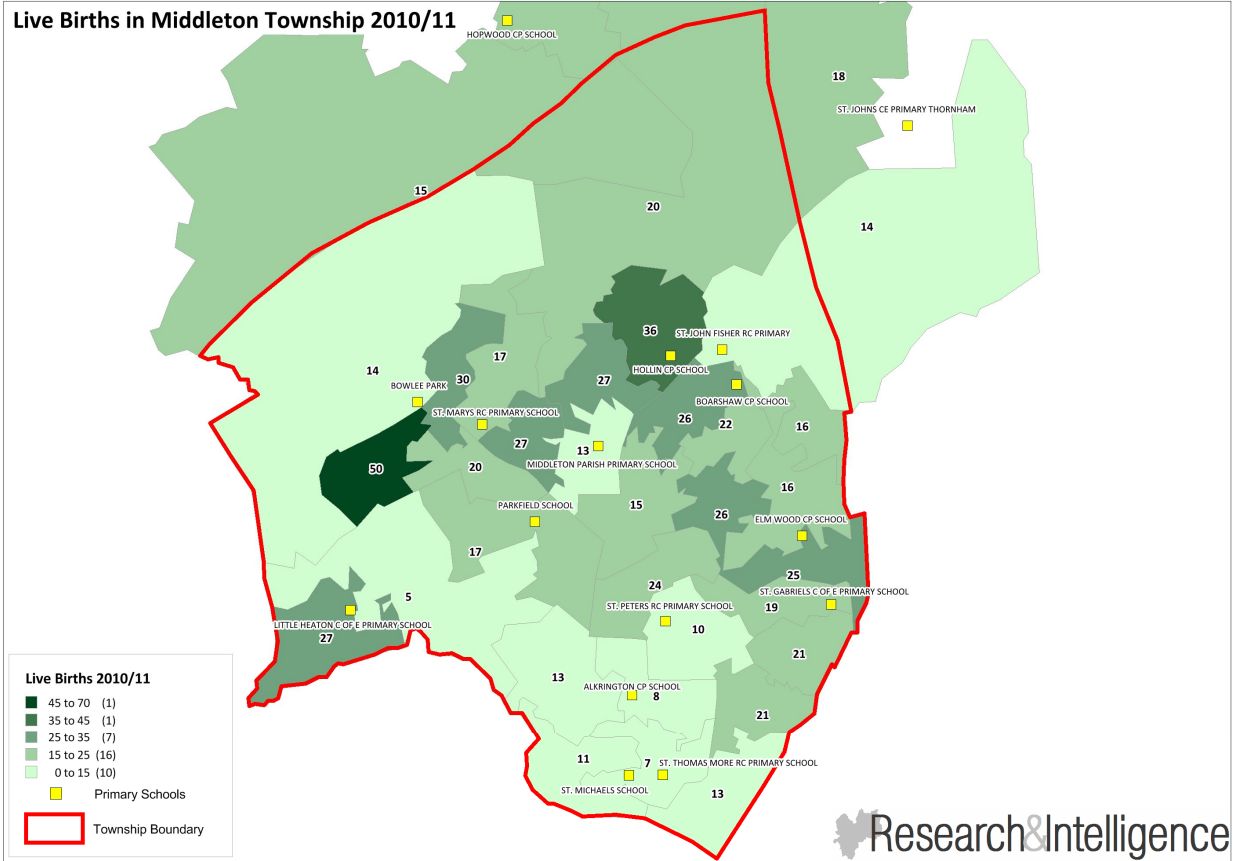 Live Births in Middleton Township 2010/11
HOPWOOD CP SCHOOL
18
ST. JOHNS CE PRIMARY THORNHAM
15
20
14
36
ST. JOHN FISHER RC PRIMARY
17
14
HOLLIN CP SCHOOL
30
27
BOWLEE PARK
BOARSHAW CP SCHOOL
ST. MARYS RC PRIMARY SCHOOL
26
22
16
27
13
MIDDLETON PARISH PRIMARY SCHOOL
50
20
16
PARKFIELD SCHOOL
15
26
ELM WOOD CP SCHOOL
17
25
24
ST. GABRIELS C OF E PRIMARY SCHOOL
5
ST. PETERS RC PRIMARY SCHOOL
19
LITTLE HEATON C OF E PRIMARY SCHOOL
27
10
21
13
ALKRINGTON CP SCHOOL
8
21
11
7
ST. THOMAS MORE RC PRIMARY SCHOOL
ST. MICHAELS SCHOOL
13
Live Births 2010/11
45 to 70 (1)
35 to 45 (1)
25 to 35 (7)
15 to 25 (16)
0 to 15 (10)
Primary Schools
Township Boundary
Research&Intelligence